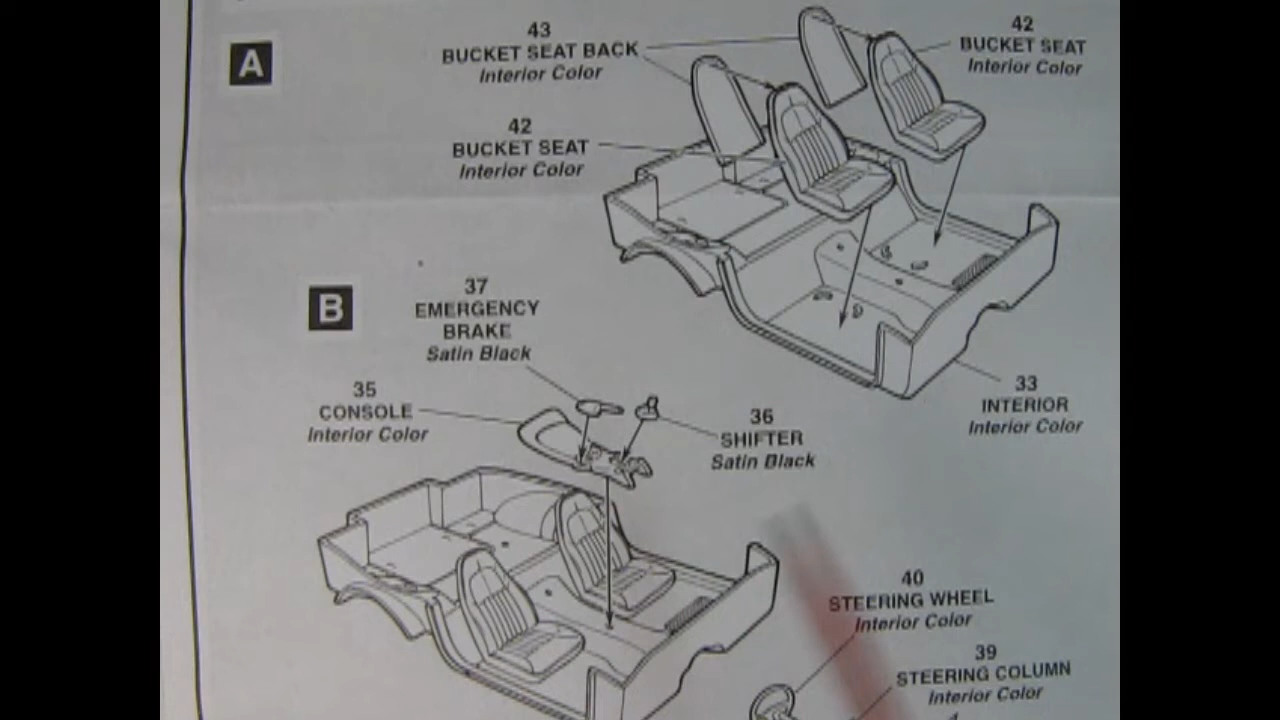 A
43
BUCKET SEAT BACK
Interior Color
42
BUCKET SEAT
Interior Color
42
BUCKET SEAT
Interior Color
33
INTERIOR
Interior Color
B
37
EMERGENCY
BRAKE
Satin Black
35
CONSOLE
Interior Color
36
SHIFTER
Satin Black
40
STEERING WHEEL
Interior Color
39
STEERING COLUMN
Interior Color